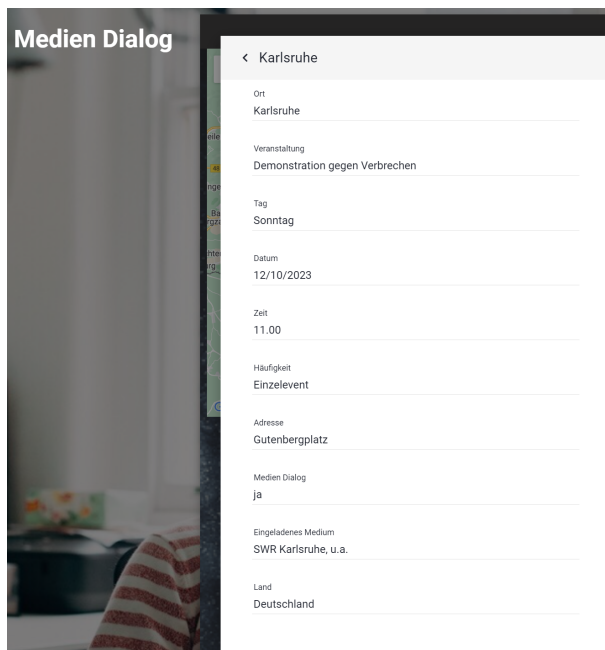 Medien Dialog
Karlsruhe
Ort
Karlsruhe
Veranstaltung
Demonstration gegen Verbrechen
Tag
Sonntag
Datum
12/10/2023
Zeit
11.00
Häufigkeit
Einzelevent
Adresse
Gutenbergplatz
Medien Dialog
ja
Eingeladenes Medium
SWR Karlsruhe, u.a.
Land
Deutschland